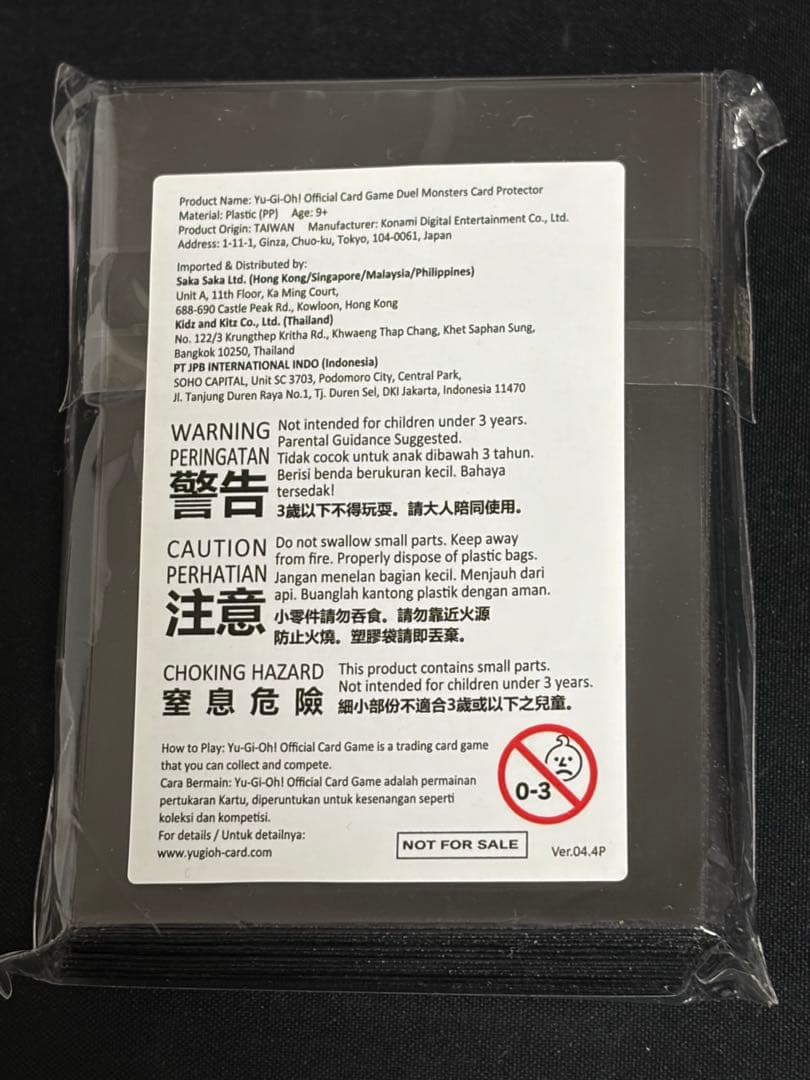 Product Name: Yu-Gi-Oh! Official Card Game Duel Monsters Card Protector
Material: Plastic (PP) Age: 9+
Product Origin: TAIWAN Manufacturer: Konami Digital Entertainment Co., Ltd.
Address: 1-11-1, Ginza, Chuo-ku, Tokyo, 104-0061, Japan
Imported & Distributed by:
Saka Saka Ltd. (Hong Kong/Singapore/Malaysia/Philippines)
Unit A, 11th Floor, Ka Ming Court,
688-690 Castle Peak Rd., Kowloon, Hong Kong
Kidz and Kitz Co., Ltd. (Thailand)
No. 122/3 Krungthep Kritha Rd., Khwaeng Thap Chang, Khet Saphan Sung,
Bangkok 10250, Thailand
PT JPB INTERNATIONAL INDO (Indonesia)
SOHO CAPITAL, Unit SC 3703, Podomoro City, Central Park,
Jl. Tanjung Duren Raya No.1, Tj. Duren Sel, DKI Jakarta, Indonesia 11470
WARNING
PERINGATAN
警告
Not intended for children under 3 years.
Parental Guidance Suggested.
Tidak cocok untuk anak dibawah 3 tahun.
Berisi benda berukuran kecil. Bahaya
tersedak!
3歲以下不得玩耍。請大人陪同使用。
CAUTION
PERHATIAN
注意
Do not swallow small parts. Keep away
from fire. Properly dispose of plastic bags.
Jangan menelan bagian kecil. Menjauh dari
api. Buanglah kantong plastik dengan aman.
小零件請勿吞食。請勿靠近火源
防止火燒。塑膠袋請即丟棄。
CHOKING HAZARD
窒息危險
This product contains small parts.
Not intended for children under 3 years.
細小部份不適合3歲或以下之兒童。
How to Play: Yu-Gi-Oh! Official Card Game is a trading card game
that you can collect and compete.
Cara Bermain: Yu-Gi-Oh! Official Card Game adalah permainan
pertukaran Kartu, diperuntukan untuk kesenangan seperti
koleksi dan kompetisi.
For details / Untuk detailnya:
www.yugioh-card.com
0-3
NOT FOR SALE
Ver.04.4P